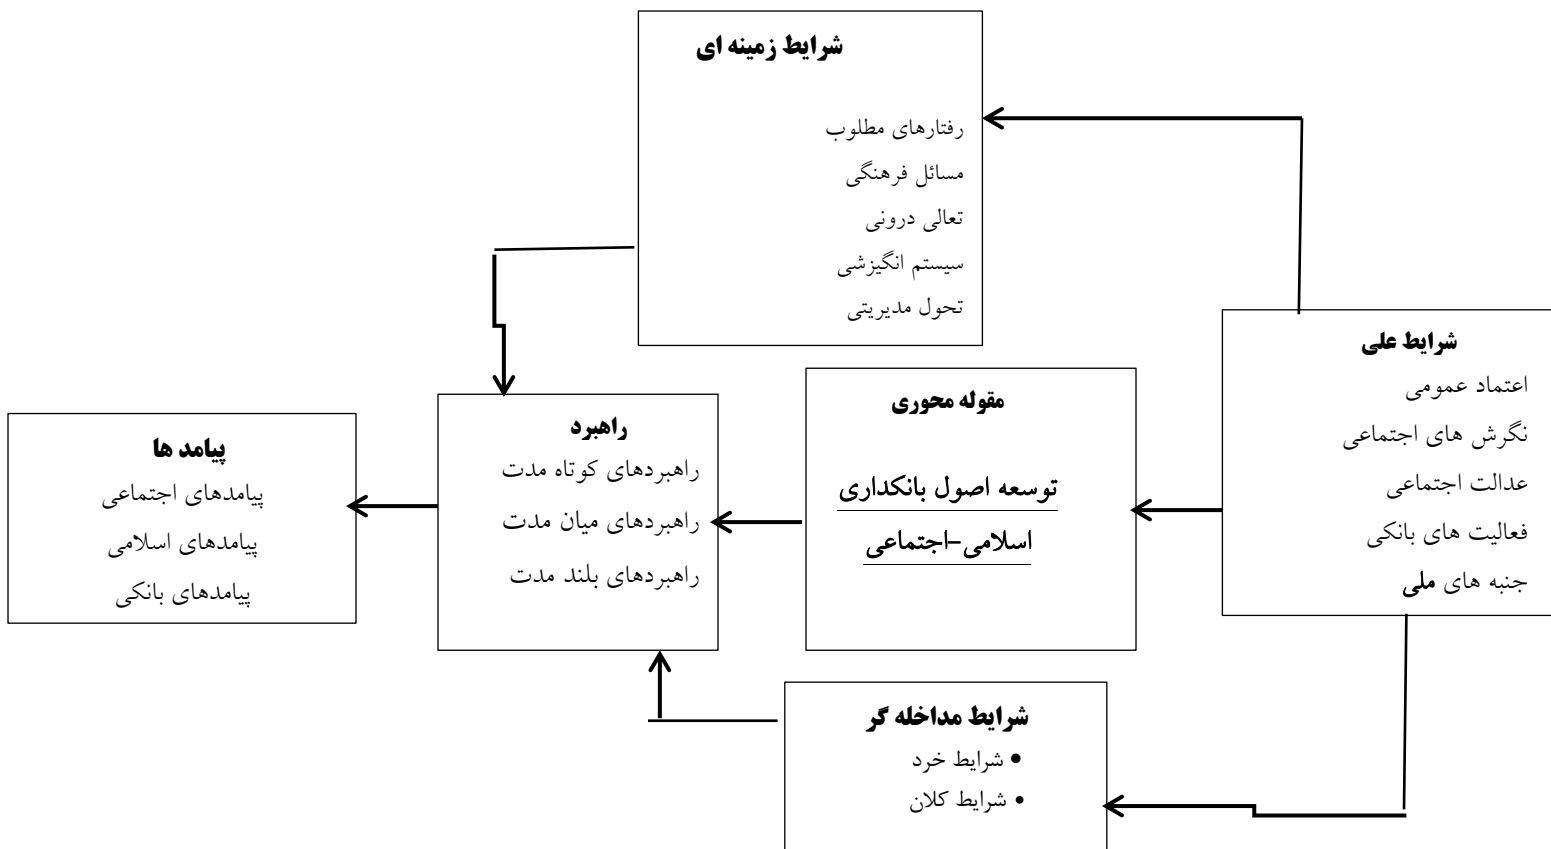 شرایط زمینه ای
رفتارهای مطلوب
مسائل فرهنگی
تعالی درونی
سیستم انگیزشی
تحول مدیریتی
شرایط علی
اعتماد عمومی
نگرش های اجتماعی
عدالت اجتماعی
فعالیت های بانکی
جنبه های ملی
مقوله محوری
توسعه اصول بانکداری
اسلامی–اجتماعی
راهبرد
راهبردهای کوتاه مدت
راهبردهای میان مدت
راهبردهای بلند مدت
پیامد ها
پیامدهای اجتماعی
پیامدهای اسلامی
پیامدهای بانکی
شرایط مداخله گر
• شرایط خرد
• شرایط کلان